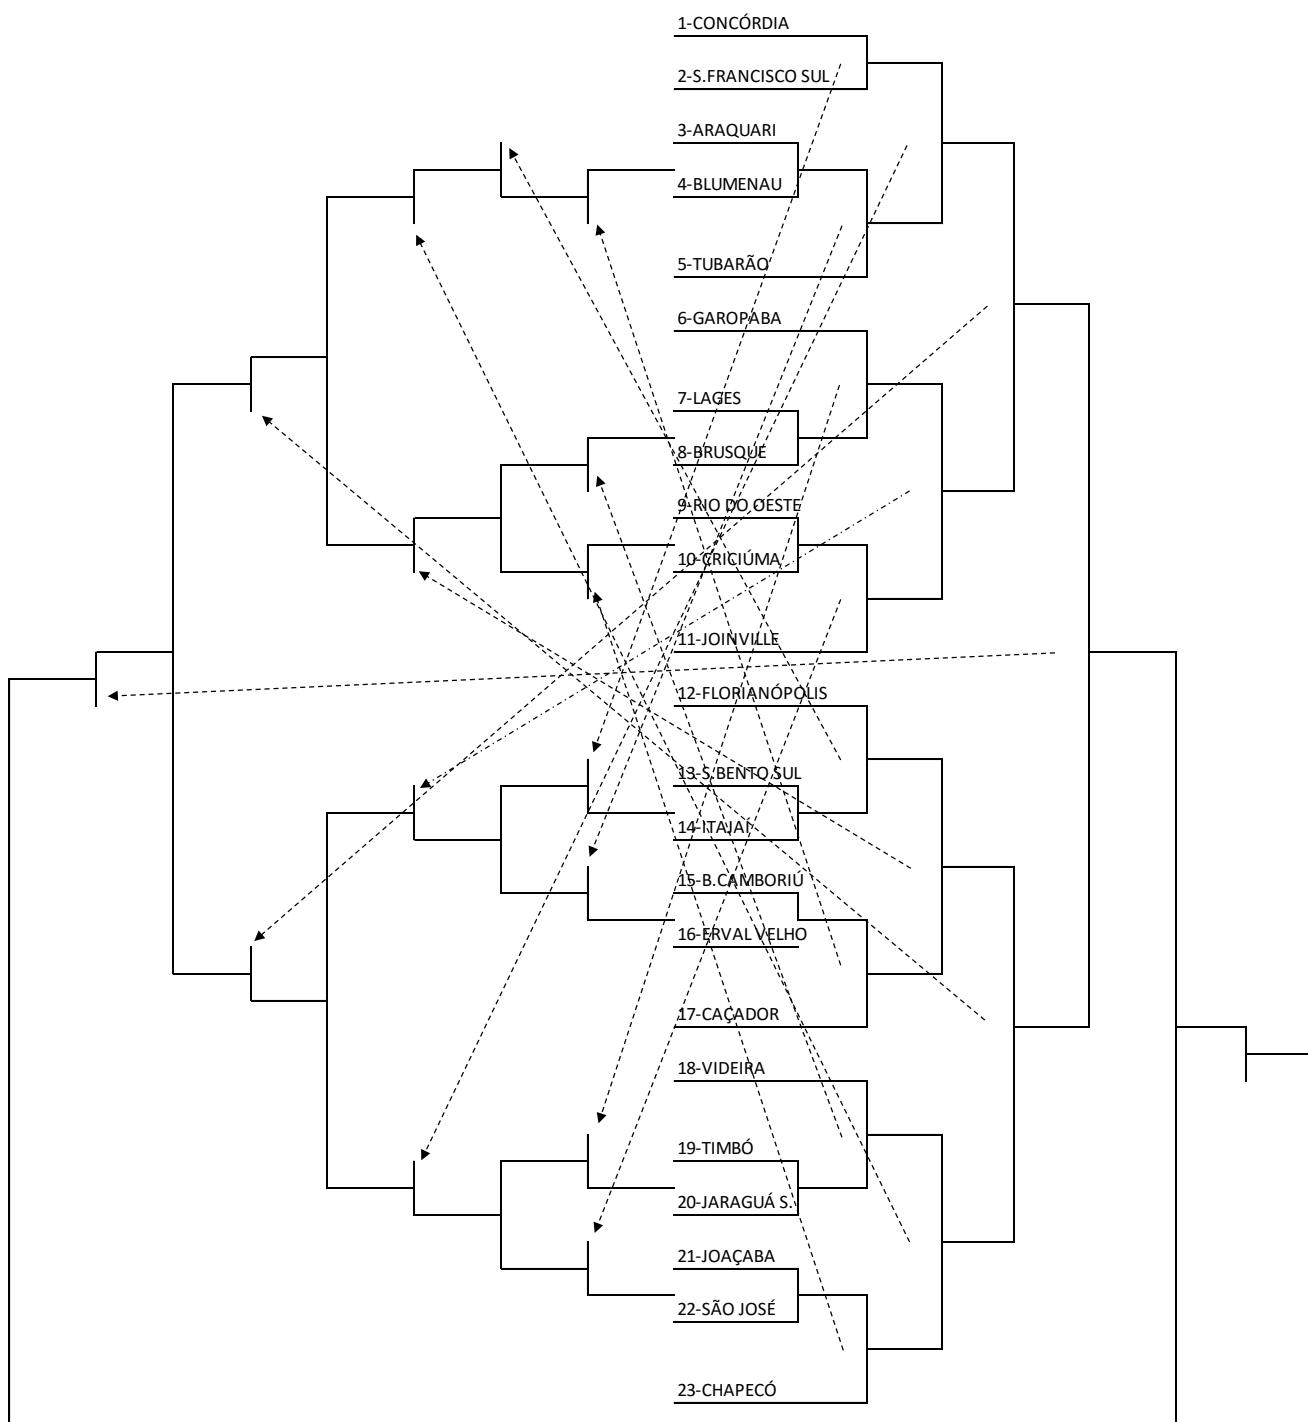 1-CONCÓRDIA
2-S.FRANCISCO SUL
3-ARAQUARI
4-BLUMENAU
5-TUBARÃO
6-GAROPABA
7-LAGES
8-BRUSQUE
9-RIO DO OESTE
10-CRICIÚMA
11-JOINVILLE
12-FLORIANÓPOLIS
13-S.BENTO SUL
14-ITAJAÍ
15-B.CAMBORIÚ
16-ERVAL VELHO
17-CAÇADOR
18-VIDEIRA
19-TIMBÓ
20-JARAGUÁ S.
21-JOAÇABA
22-SÃO JOSÉ
23-CHAPECÓ